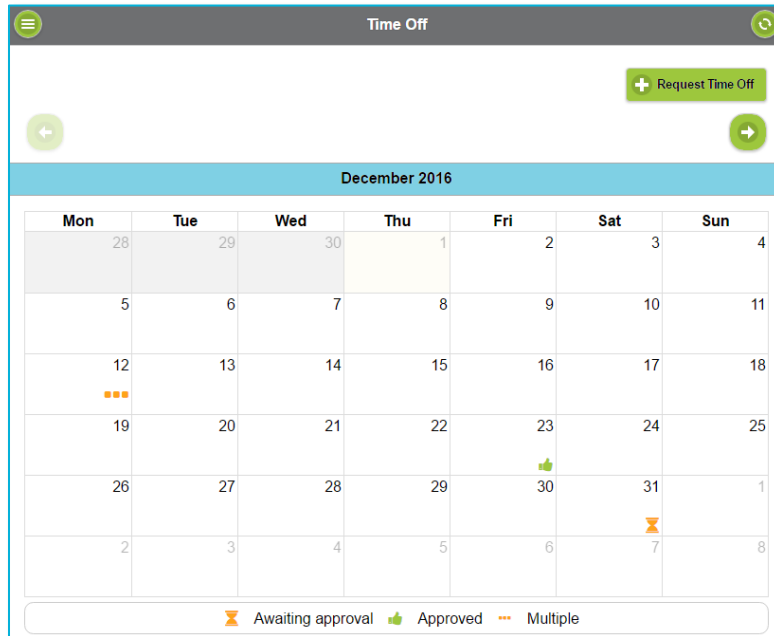 Time Off
Request Time Off
December 2016
Mon Tue Wed Thu Fri Sat Sun
28 29 30 1 2 3 4
5 6 7 8 9 10 11
12 13 14 15 16 17 18
19 20 21 22 23 24 25
26 27 28 29 30 31 1
2 3 4 5 6 7 8
Awaiting approval Approved Multiple